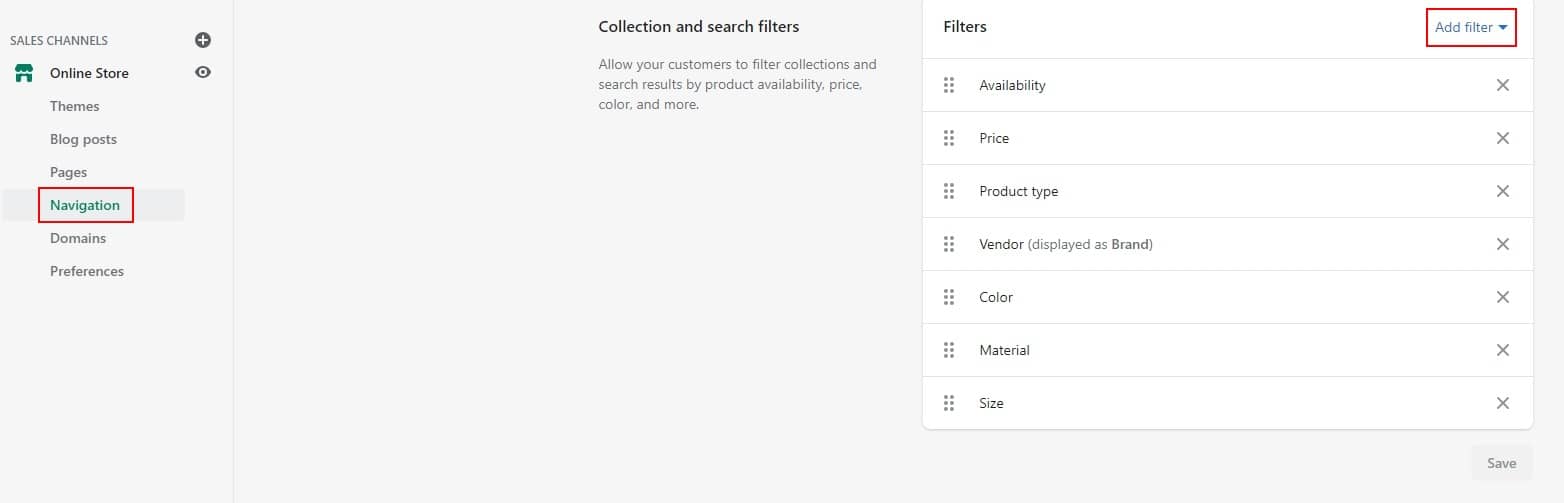 SALES CHANNELS
Online Store
Themes
Blog posts
Pages
Navigation
Domains
Preferences
Collection and search filters
Allow your customers to filter collections and
search results by product availability, price,
color, and more.
Filters
Add filter
Availability
Price
Product type
Vendor (displayed as Brand)
Color
Material
Size
Save